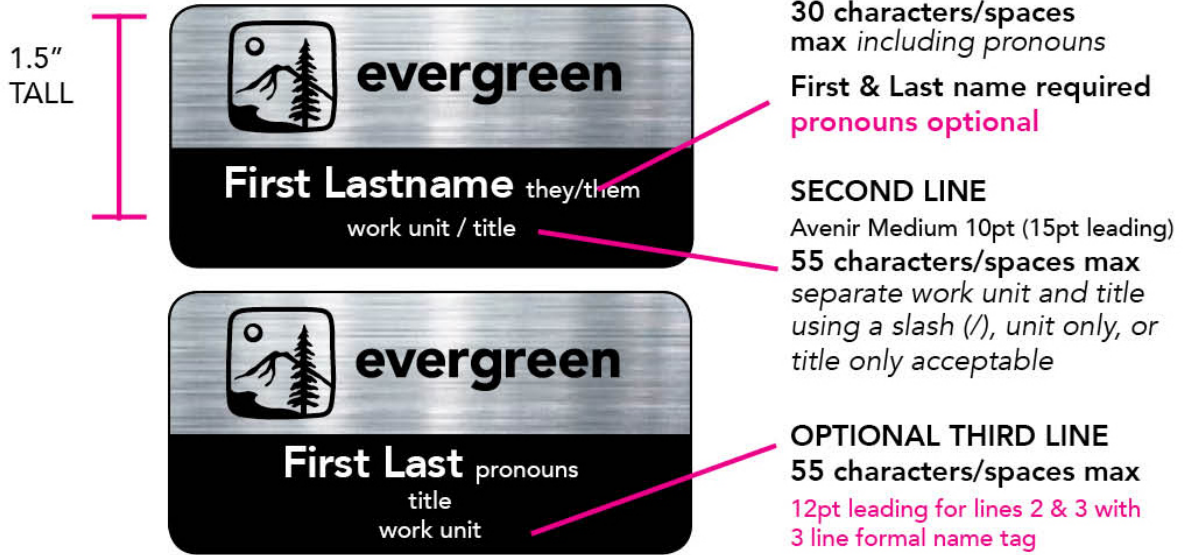 1.5”
TALL
evergreen
First Lastname they/them
work unit / title
evergreen
First Last pronouns
title
work unit
30 characters/spaces
max including pronouns
First & Last name required
pronouns optional
SECOND LINE
Avenir Medium 10pt (15pt leading)
55 characters/spaces max
separate work unit and title
using a slash (/), unit only, or
title only acceptable
OPTIONAL THIRD LINE
55 characters/spaces max
12pt leading for lines 2 & 3 with
3 line formal name tag